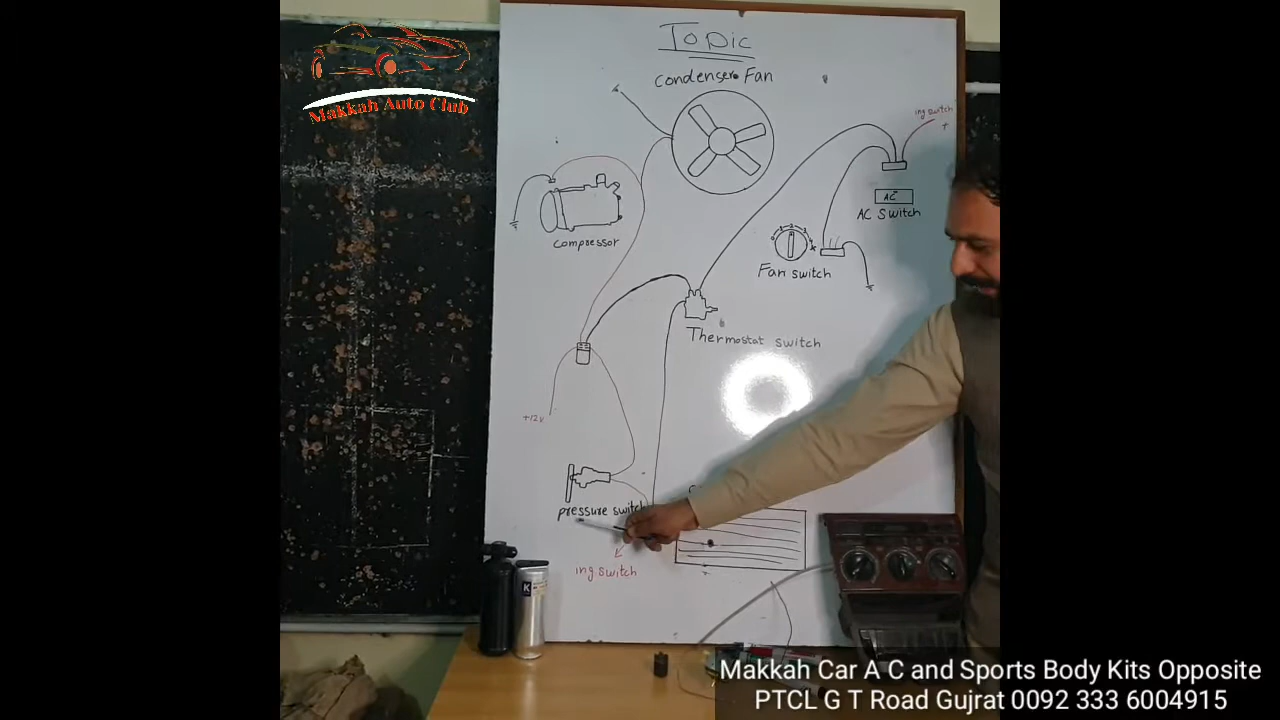 Makkah Auto Club
Topic
Condenser Fan
ing switch
+
compressor
AC
AC Switch
Fan switch
Thermostat switch
+12v
pressure switch
ing switch
K
Makkah Car A C and Sports Body Kits Opposite
PTCL G T Road Gujrat 0092 333 6004915